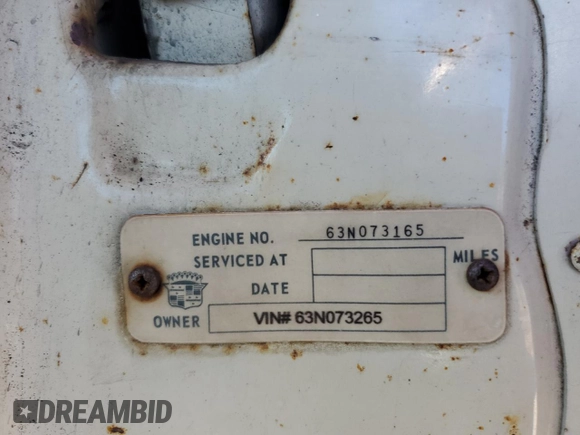 ENGINE NO. 63N073165
SERVICED AT MILES
DATE
OWNER VIN# 63N073265
DREAMBID